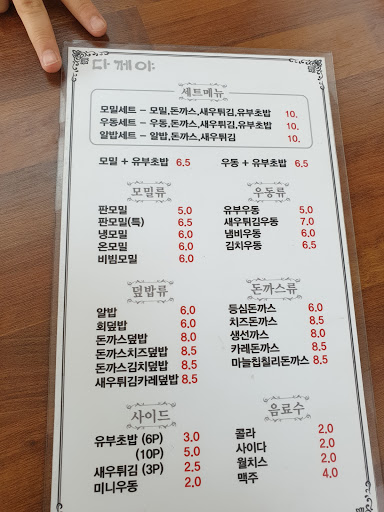 다께야
세트메뉴
모밀세트 – 모밀,돈까스,새우튀김,유부초밥 10.
우동세트 – 우동,돈까스,새우튀김,유부초밥 10.
알밥세트 – 알밥,돈까스,새우튀김 10.
모밀 + 유부초밥 6.5
우동 + 유부초밥 6.5
모밀류
판모밀 5.0
판모밀(특) 6.5
냉모밀 6.0
온모밀 6.0
비빔모밀 6.0
우동류
유부우동 5.0
새우튀김우동 7.0
냄비우동 6.0
김치우동 6.5
덮밥류
알밥 6.0
회덮밥 6.0
돈까스덮밥 8.0
돈까스치즈덮밥 8.5
돈까스김치덮밥 8.5
새우튀김카레덮밥 8.5
돈까스류
등심돈까스 6.0
치즈돈까스 8.5
생선까스 8.0
카레돈까스 8.5
마늘칩칠리돈까스 8.5
사이드
유부초밥 (6P) 3.0
(10P) 5.0
새우튀김 (3P) 2.5
미니우동 2.0
음료수
콜라 2.0
사이다 2.0
웰치스 2.0
맥주 4.0